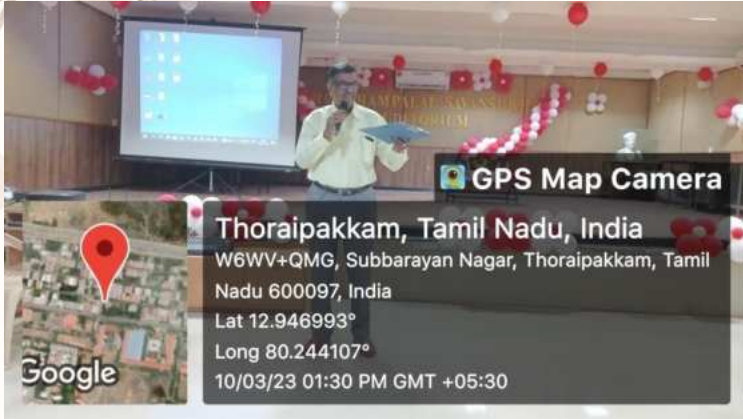 AUDITORIUM
GPS Map Camera
Thoraipakkam, Tamil Nadu, India
W6WV+QMG, Subbarayan Nagar, Thoraipakkam, Tamil
Nadu 600097, India
Lat 12.946993°
Long 80.244107°
10/03/23 01:30 PM GMT +05:30
Google